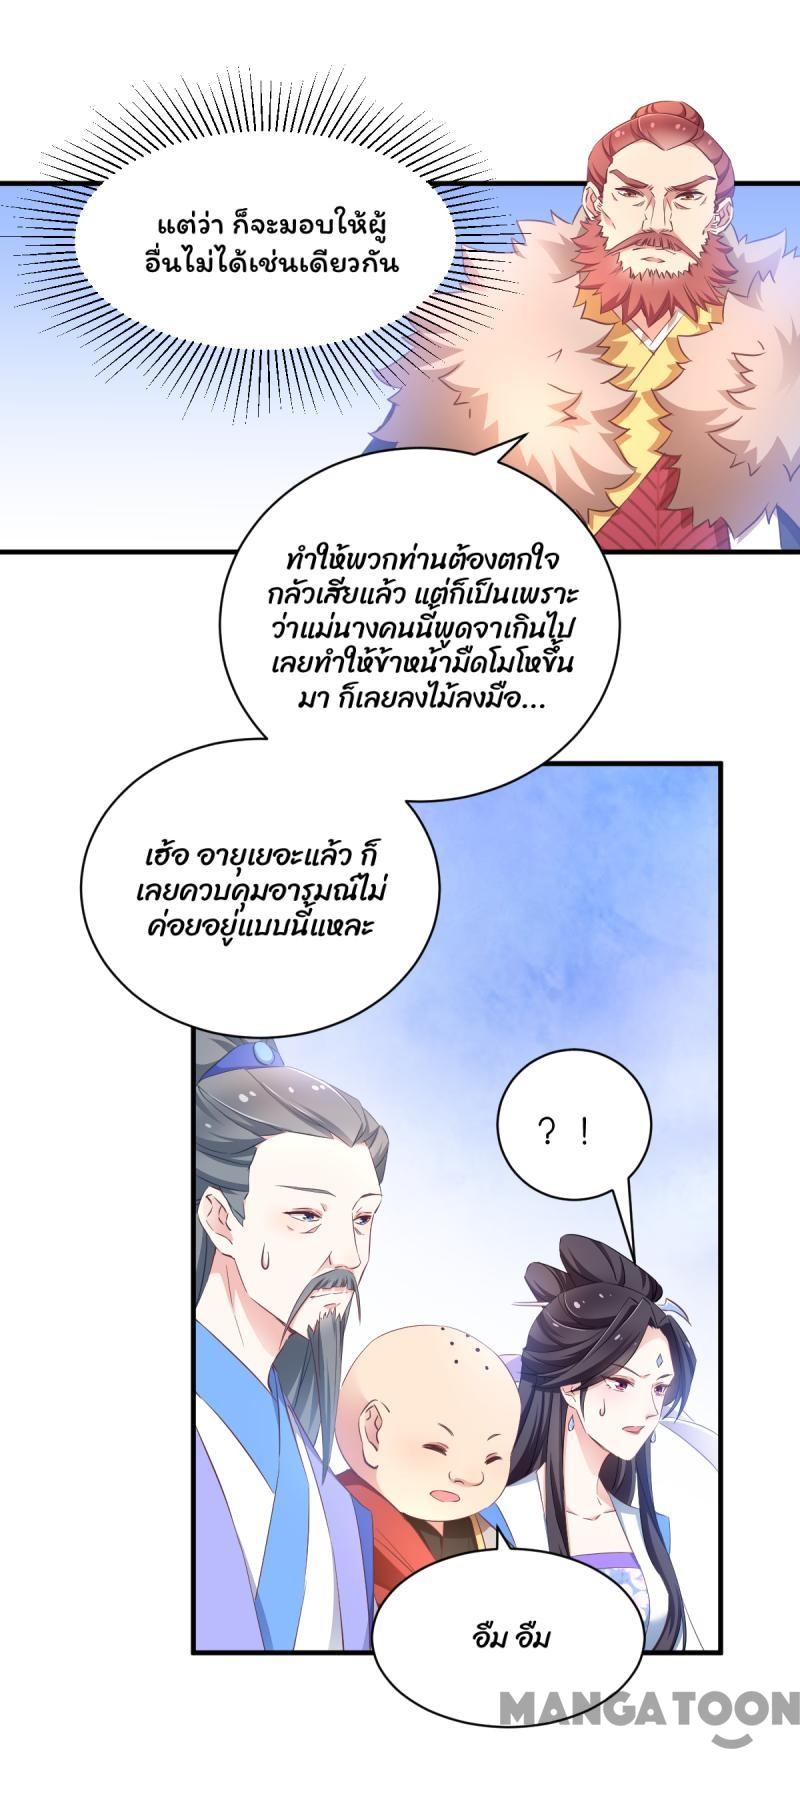 แต่ว่า ก็จะมอบให้ผู้
อื่นไม่ได้เช่นเดียวกัน
ทำให้พวกท่านต้องตกใจ
กลัวเสียแล้ว แต่ก็เป็นเพราะ
ว่าแม่นางคนนี้พูดจาเกินไป
เลยทำให้ข้าหน้ามืดโมโหขึ้น
มา ก็เลยลงไม้ลงมือ...
เฮ้อ อายุเยอะแล้ว ก็
เลยควบคุมอารมณ์ไม่
ค่อยอยู่แบบนี้แหละ
? !
อืม อืม
MANGATOON